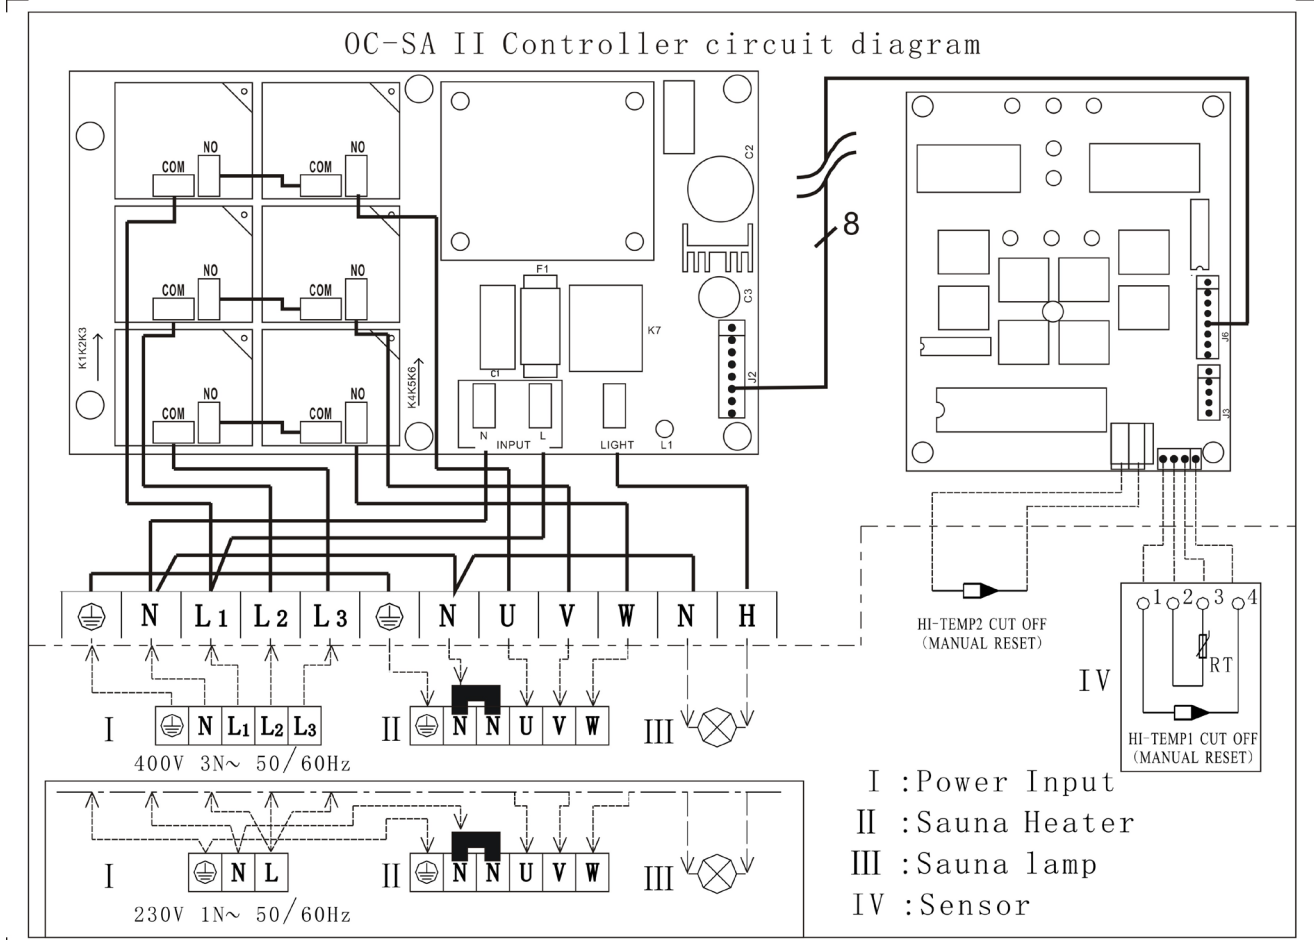 OC-SA II Controller circuit diagram
COM NO COM NO
C2
8
COM NO COM NO
F1
C3
K1K2K3
K7
J6
C1
J2
K4K5K6
COM NO COM NO
J3
N INPUT L LIGHT L1
N L1 L2 L3 N U V W N H
HI-TEMP2 CUT OFF
(MANUAL RESET)
1 2 3 4
RT
IV
HI-TEMP1 CUT OFF
(MANUAL RESET)
I N L1 L2 L3 II N N U V W III
400V 3N~ 50/60Hz
I :Power Input
II :Sauna Heater
III :Sauna lamp
IV :Sensor
I N L II N N U V W III
230V 1N~ 50/60Hz